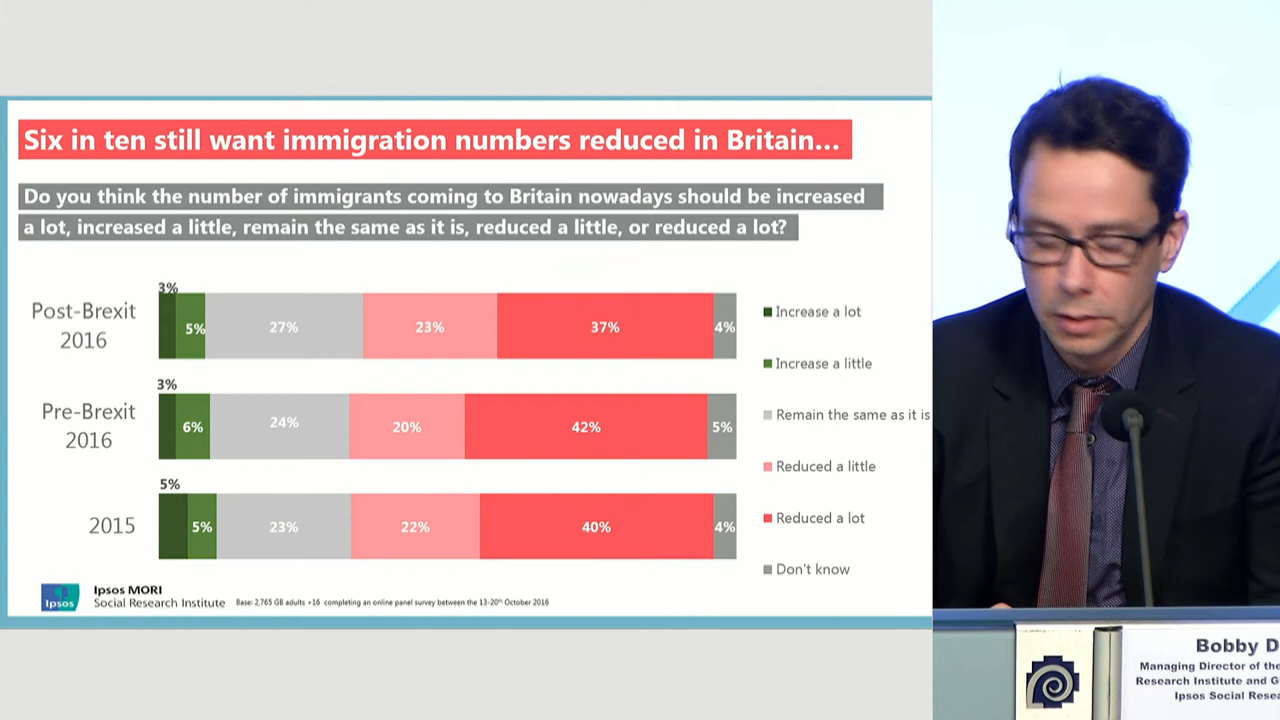 Six in ten still want immigration numbers reduced in Britain...
Do you think the number of immigrants coming to Britain nowadays should be increased
a lot, increased a little, remain the same as it is, reduced a little, or reduced a lot?
Post-Brexit
2016
3%
5%
27%
23%
37%
4%
Pre-Brexit
2016
3%
6%
24%
20%
42%
5%
2015
5%
5%
23%
22%
40%
4%
Increase a lot
Increase a little
Remain the same as it is
Reduced a little
Reduced a lot
Don't know
Ipsos
Ipsos MORI
Social Research Institute
Base: 2,765 GB adults +16 completing an online panel survey between the 13-20th October 2016
Bobby D
Managing Director of the
Research Institute and G
Ipsos Social Resea